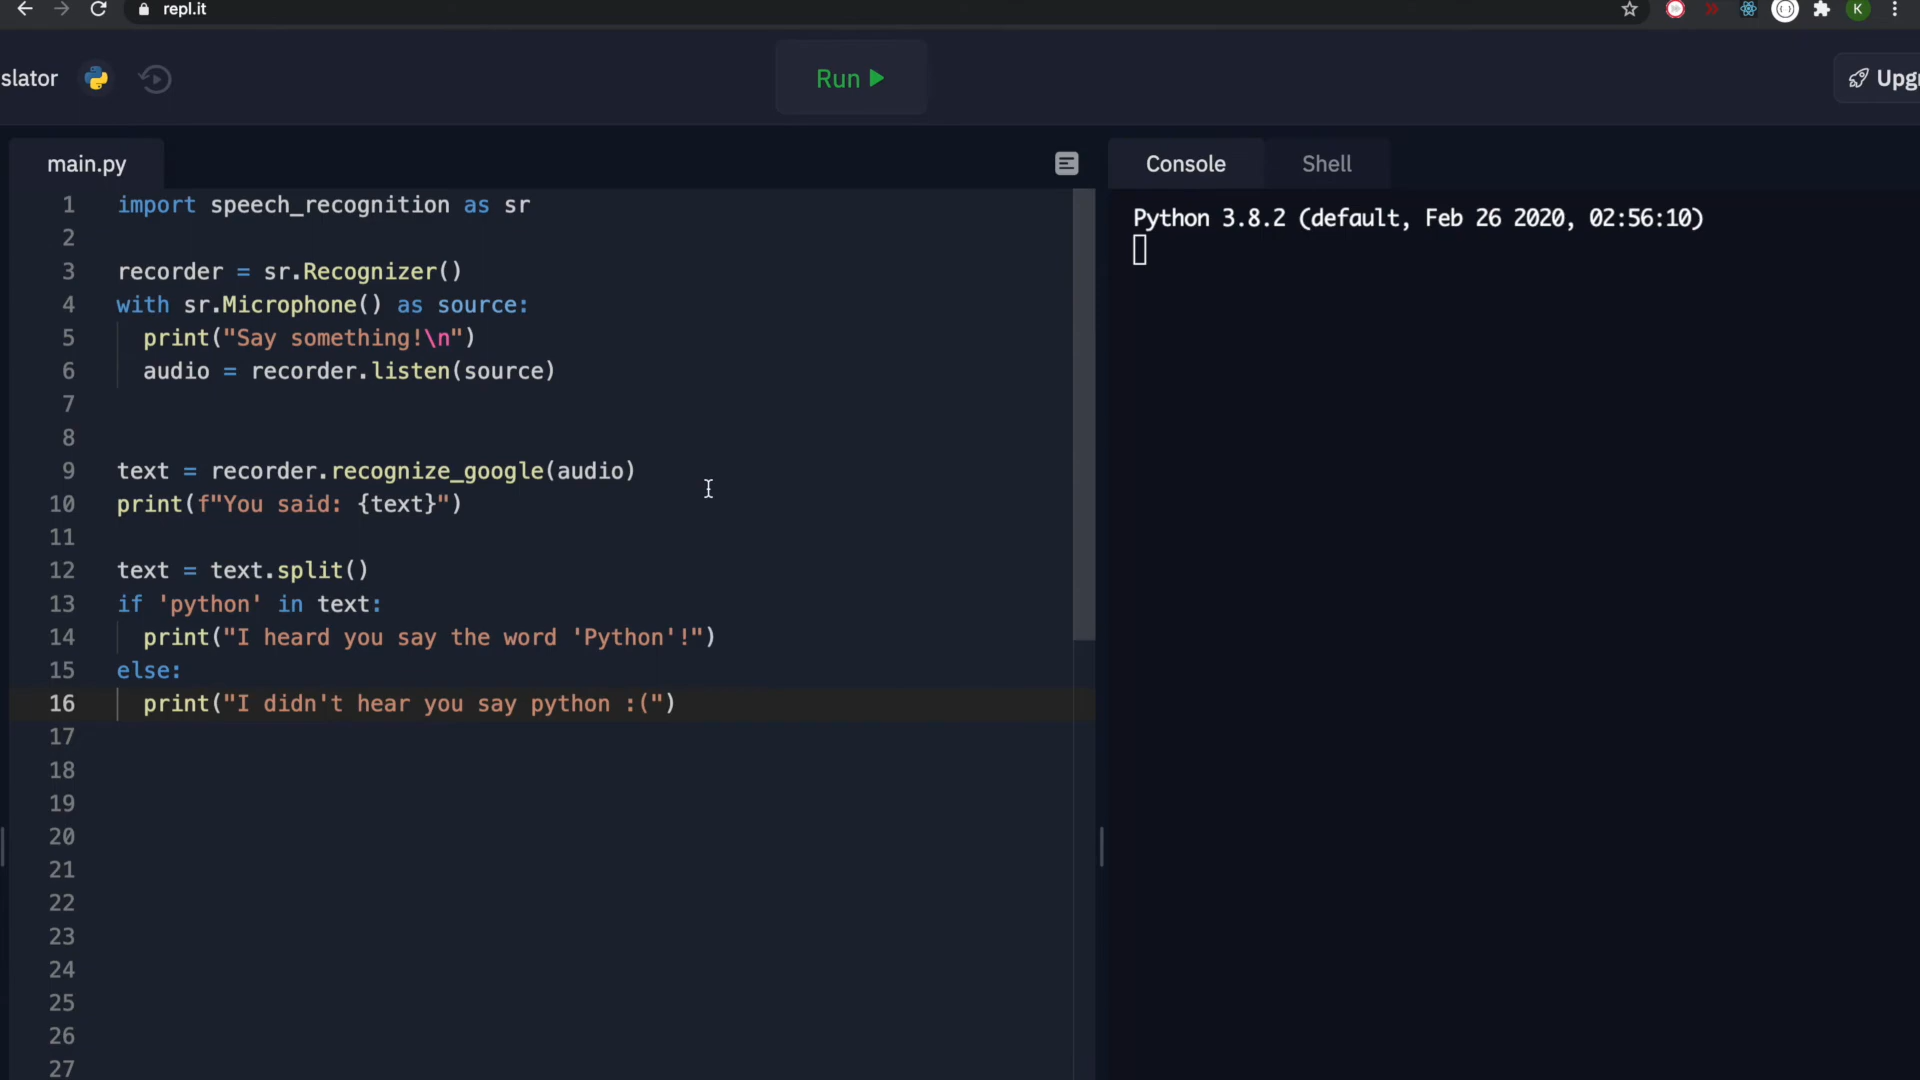 repl.it
K
slator
Run
Upgr
main.py
Console
Shell
1 import speech_recognition as sr
2
3 recorder = sr.Recognizer()
4 with sr.Microphone() as source:
5 print("Say something!\n")
6 audio = recorder.listen(source)
7
8
9 text = recorder.recognize_google(audio)
10 print(f"You said: {text}")
11
12 text = text.split()
13 if 'python' in text:
14 print("I heard you say the word 'Python'!")
15 else:
16 print("I didn't hear you say python :(")
17
18
19
20
21
22
23
24
25
26
27
Python 3.8.2 (default, Feb 26 2020, 02:56:10)